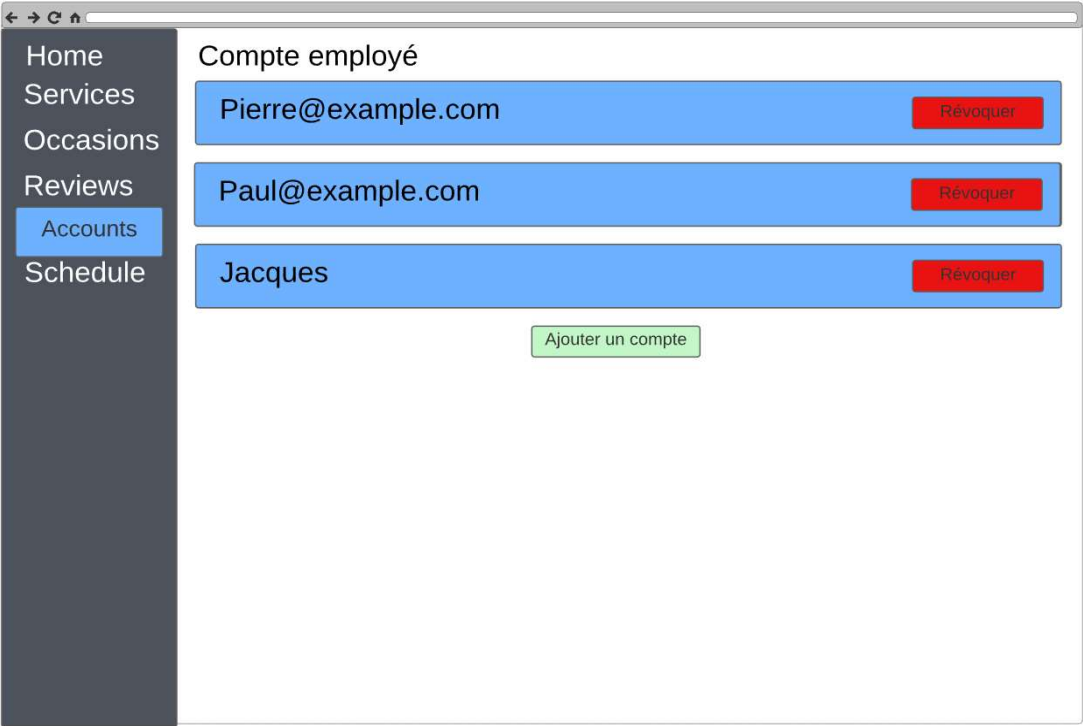 Home
Services
Occasions
Reviews
Accounts
Schedule
Compte employé
Pierre@example.com
Révoquer
Paul@example.com
Révoquer
Jacques
Révoquer
Ajouter un compte